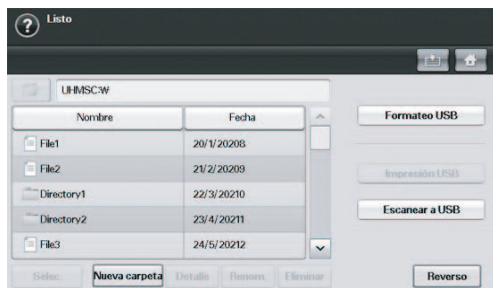 Listo
UHMSC:\
Nombre Fecha
File1 20/1/20208
File2 21/2/20209
Directory1 22/3/20210
Directory2 23/4/20211
File3 24/5/20212
Formateo USB
Impresión USB
Escanear a USB
Selec. Nueva carpeta Detalle Renom. Eliminar
Reverso